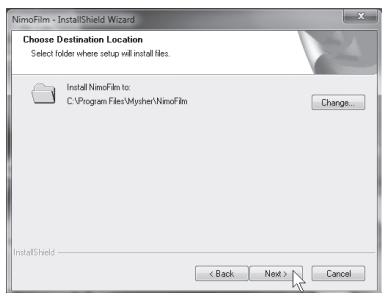 NimoFilm - InstallShield Wizard
Choose Destination Location
Select folder where setup will install files.
Install NimoFilm to:
C:\Program Files\Mysher\NimoFilm
Change...
InstallShield
< Back
Next >
Cancel